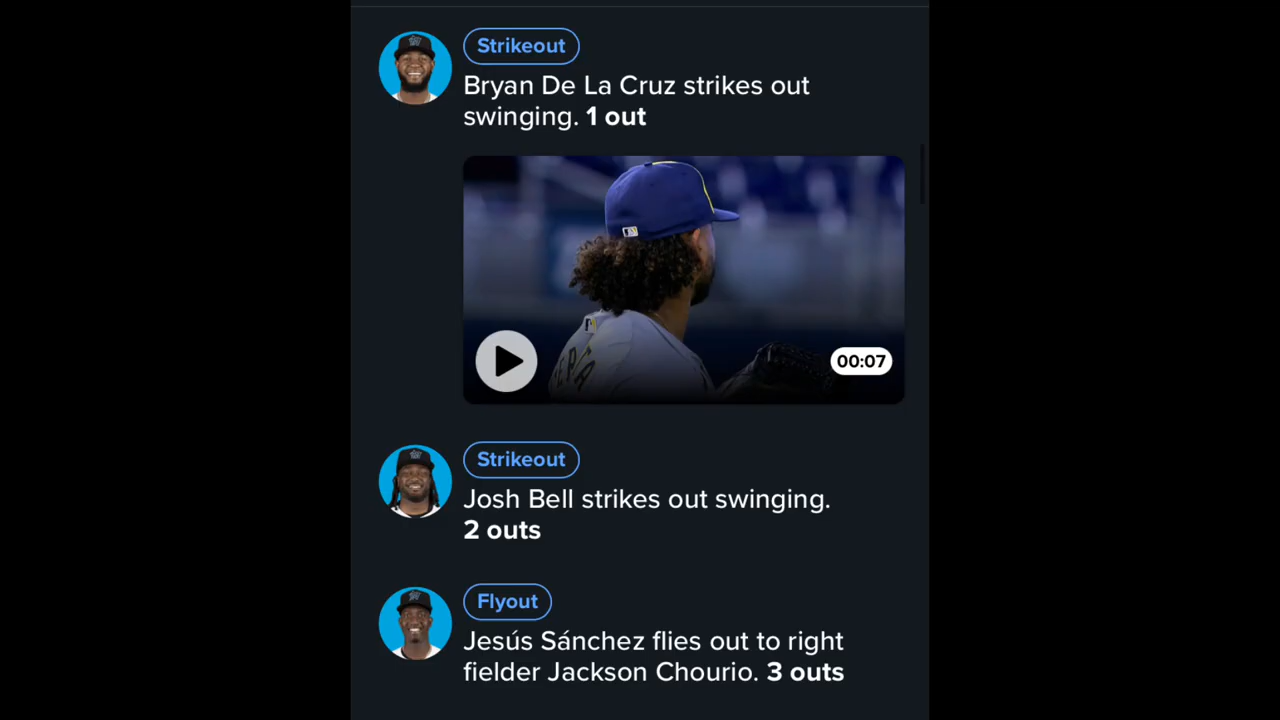 Strikeout
Bryan De La Cruz strikes out
swinging. 1 out
00:07
Strikeout
Josh Bell strikes out swinging.
2 outs
Flyout
Jesús Sánchez flies out to right
fielder Jackson Chourio. 3 outs